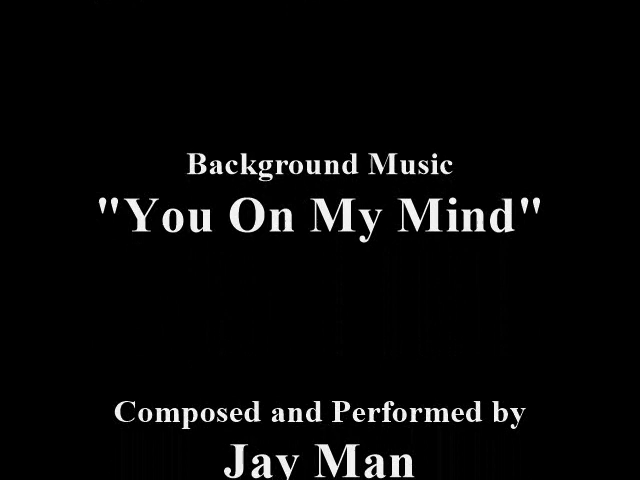 Background Music
"You On My Mind"
Composed and Performed by
Jay Man